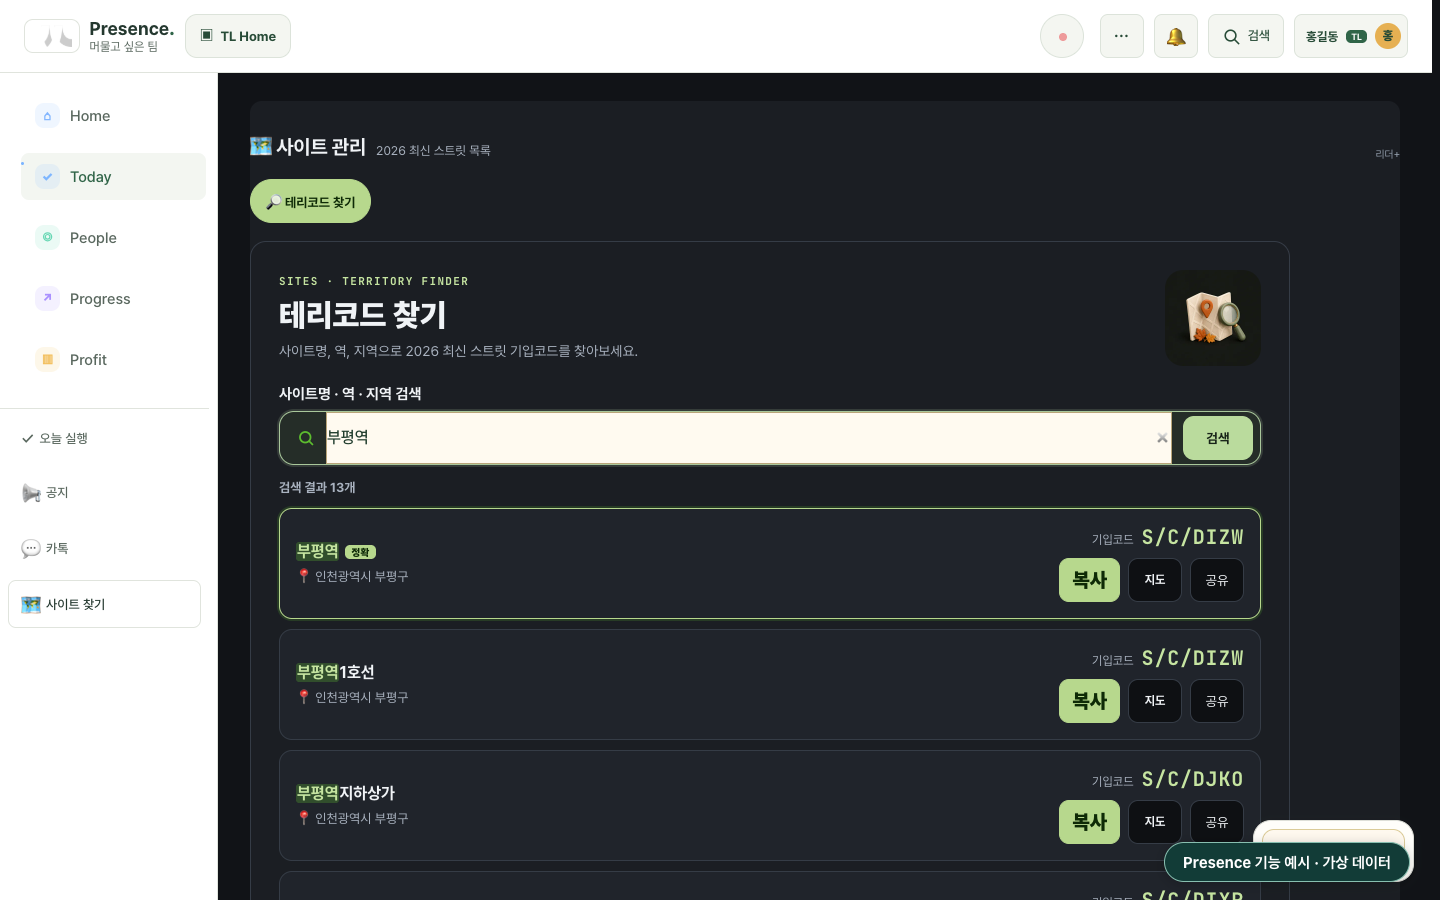 Presence.
머물고 싶은 팀
TL Home
검색
홍길동 TL 홍
Home
Today
People
Progress
Profit
오늘 실행
공지
카톡
사이트 찾기
사이트 관리 2026 최신 스트릿 목록
리더+
테리코드 찾기
SITES · TERRITORY FINDER
테리코드 찾기
사이트명, 역, 지역으로 2026 최신 스트릿 기입코드를 찾아보세요.
사이트명 · 역 · 지역 검색
부평역
검색
검색 결과 13개
부평역 정확
인천광역시 부평구
기입코드 S/C/DIZW
복사 지도 공유
부평역1호선
인천광역시 부평구
기입코드 S/C/DIZW
복사 지도 공유
부평역지하상가
인천광역시 부평구
기입코드 S/C/DJKO
복사 지도 공유
Presence 기능 예시 · 가상 데이터